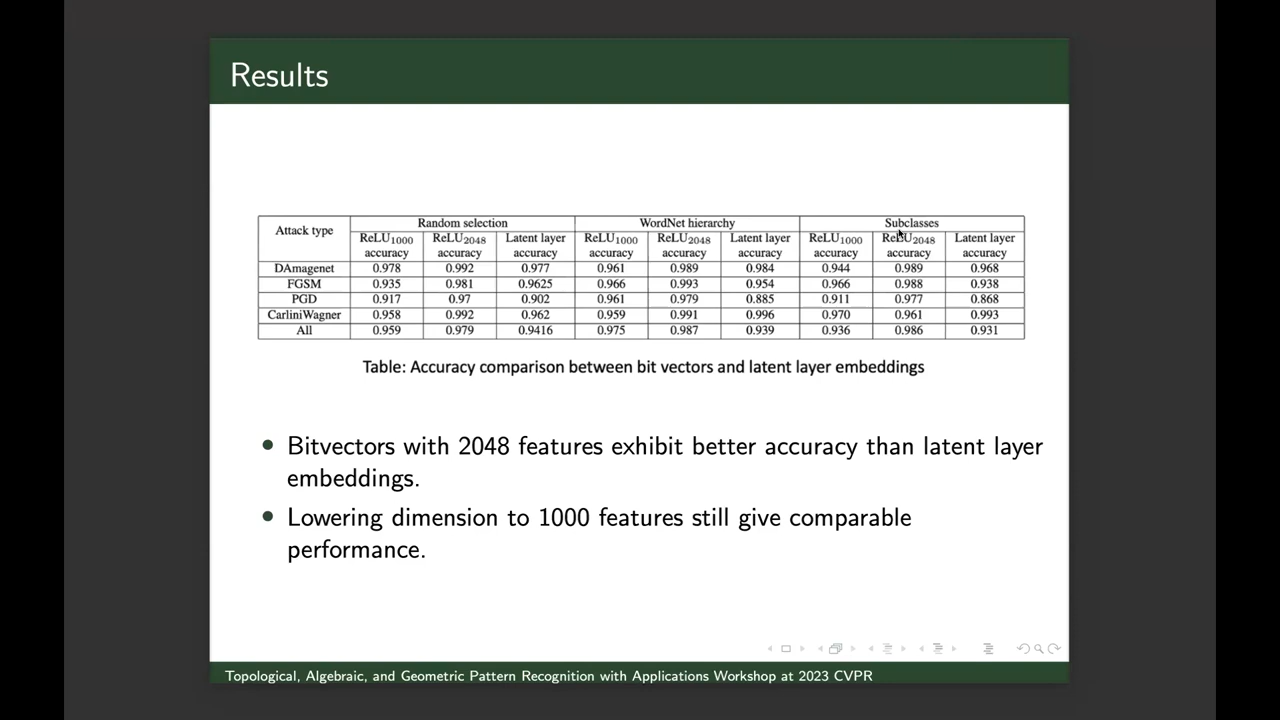 Results
Attack type Random selection WordNet hierarchy Subclasses
ReLU1000 accuracy ReLU2048 accuracy Latent layer accuracy ReLU1000 accuracy ReLU2048 accuracy Latent layer accuracy ReLU1000 accuracy ReLU2048 accuracy Latent layer accuracy
DAmagenet 0.978 0.992 0.977 0.961 0.989 0.984 0.944 0.989 0.968
FGSM 0.935 0.981 0.9625 0.966 0.993 0.954 0.966 0.988 0.938
PGD 0.917 0.97 0.902 0.961 0.979 0.885 0.911 0.977 0.868
CarliniWagner 0.958 0.992 0.962 0.959 0.991 0.996 0.970 0.961 0.993
All 0.959 0.979 0.9416 0.975 0.987 0.939 0.936 0.986 0.931
Table: Accuracy comparison between bit vectors and latent layer embeddings
• Bitvectors with 2048 features exhibit better accuracy than latent layer
embeddings.
• Lowering dimension to 1000 features still give comparable
performance.
Topological, Algebraic, and Geometric Pattern Recognition with Applications Workshop at 2023 CVPR